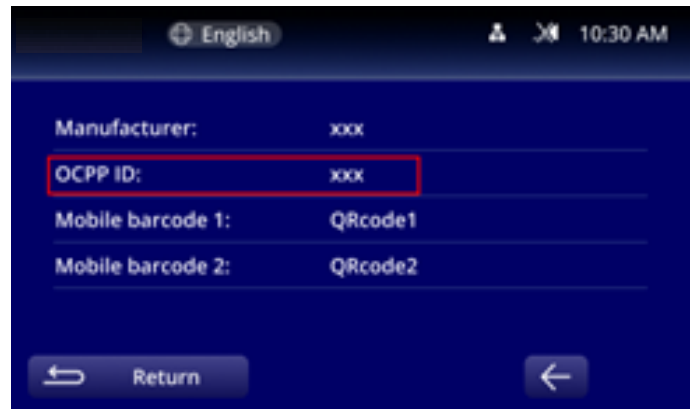 English 10:30 AM
Manufacturer: xxx
OCPP ID: xxx
Mobile barcode 1: QRcode1
Mobile barcode 2: QRcode2
Return